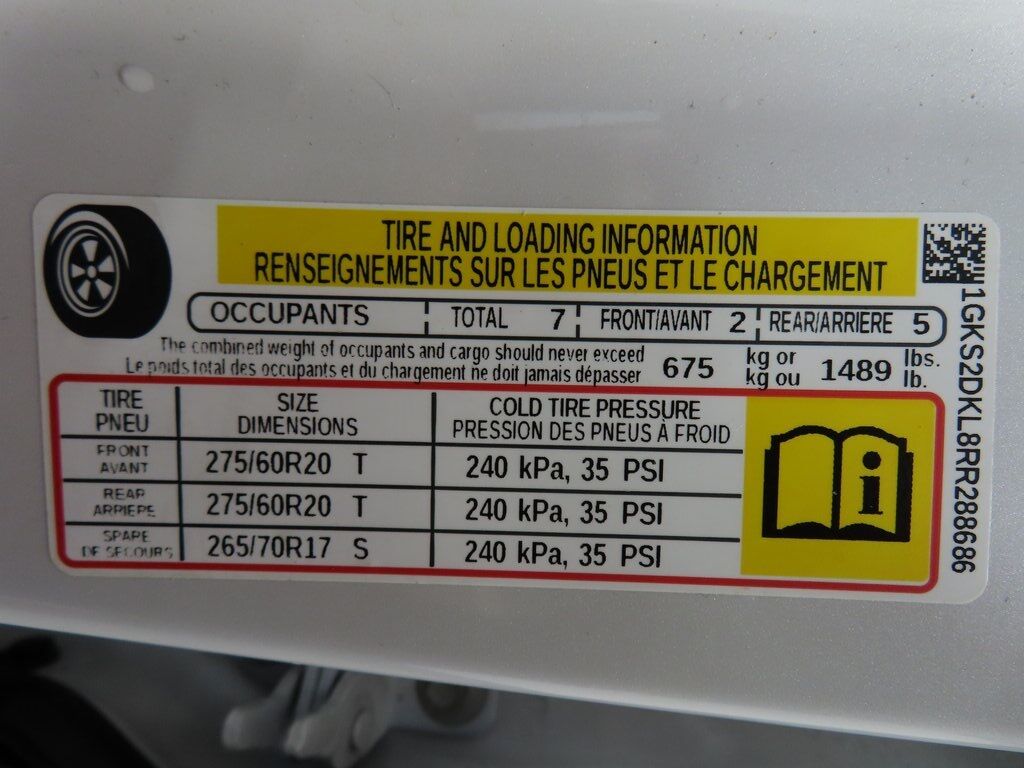 TIRE AND LOADING INFORMATION
RENSEIGNEMENTS SUR LES PNEUS ET LE CHARGEMENT
OCCUPANTS TOTAL 7 FRONT/AVANT 2 REAR/ARRIERE 5
The combined weight of occupants and cargo should never exceed
Le poids total des occupants et du chargement ne doit jamais dépasser
675 kg or 1489 lbs.
kg ou lb.
TIRE SIZE COLD TIRE PRESSURE
PNEU DIMENSIONS PRESSION DES PNEUS À FROID
FRONT
AVANT 275/60R20 T 240 kPa, 35 PSI
REAR
ARRIERE 275/60R20 T 240 kPa, 35 PSI
SPARE
DE SECOURS 265/70R17 S 240 kPa, 35 PSI
i
1GKS2DKL8RR288686